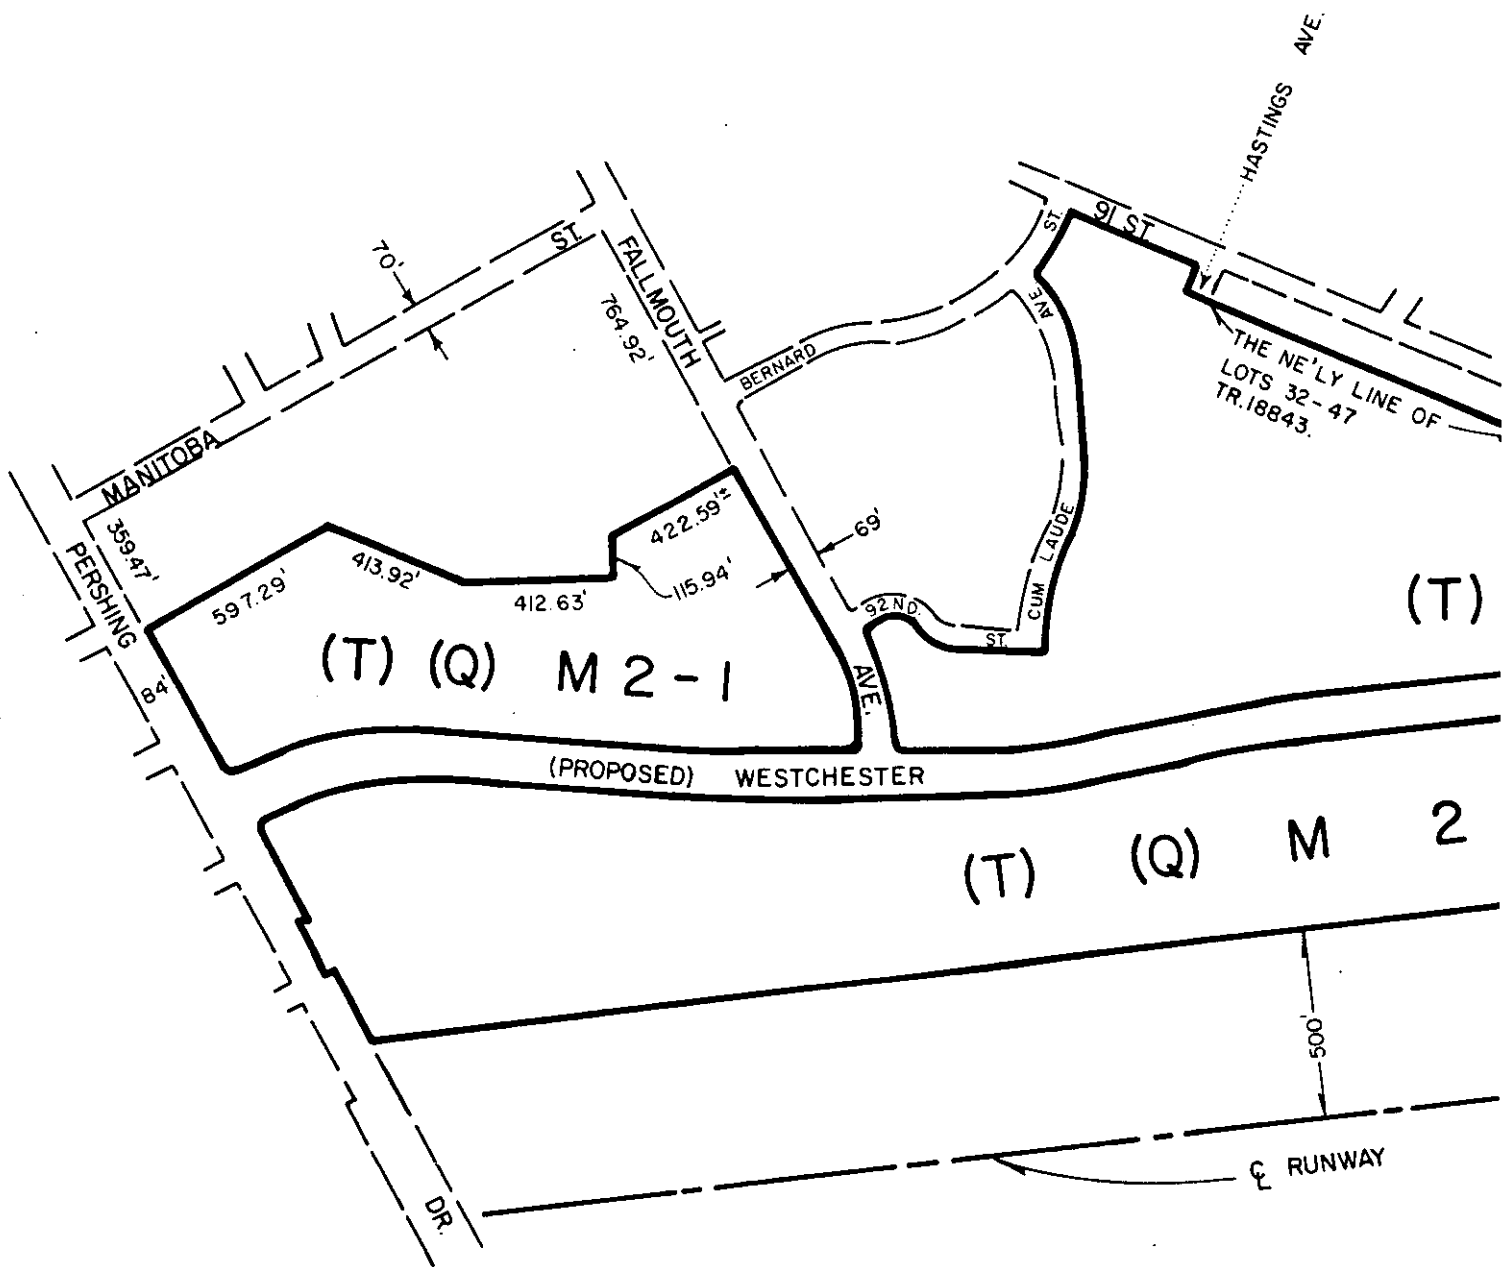 HASTINGS AVE.
91 ST.
ST.
AVE.
THE NE'LY LINE OF
LOTS 32-47
TR.18843.
70'
ST.
FALLMOUTH
764.92'
BERNARD
MANITOBA
359.47'
PERSHING
597.29'
413.92'
412.63'
422.59'±
115.94'
69'
92ND.
ST.
CUM LAUDE
(T)
(T) (Q) M 2-1
84'
AVE.
(PROPOSED) WESTCHESTER
(T) (Q) M 2
500'
℄ RUNWAY
DR.